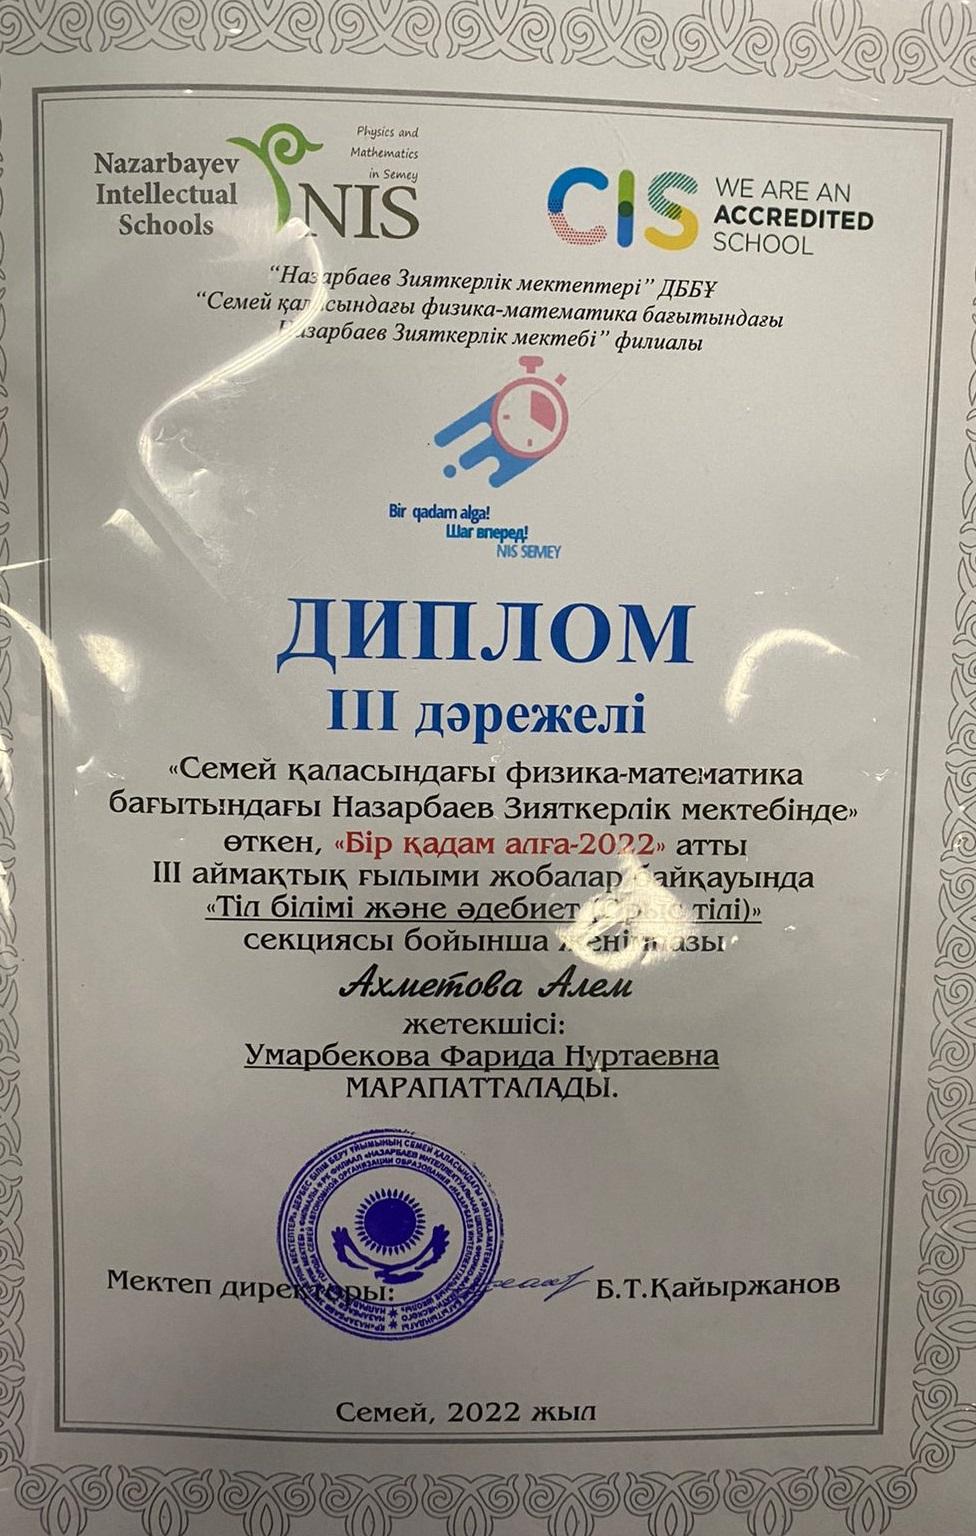 Nazarbayev
Intellectual
Schools
Physics and
Mathematics
in Semey
NIS
CIS
WE ARE AN
ACCREDITED
SCHOOL
“Назарбаев Зияткерлік мектептері” ДББҰ
“Семей қаласындағы физика-математика бағытындағы
Назарбаев Зияткерлік мектебі” филиалы
Bir qadam alga!
Шаг вперед!
NIS SEMEY
ДИПЛОМ
III дәрежелі
«Семей қаласындағы физика-математика
бағытындағы Назарбаев Зияткерлік мектебінде»
өткен, «Бір қадам алға-2022» атты
III аймақтық ғылыми жобалар байқауында
«Тіл білімі және әдебиет (Орыс тілі)»
секциясы бойынша
Ахметова Алем
жетекшісі:
Умарбекова Фарида Нуртаевна
МАРАПАТТАЛАДЫ.
Мектеп директоры:
Б.Т.Қайыржанов
Семей, 2022 жыл